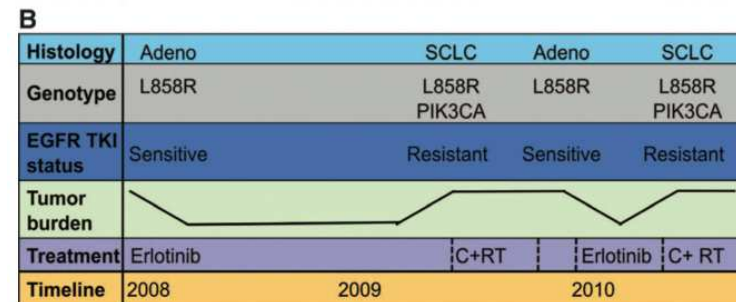 B
Histology Adeno SCLC Adeno SCLC
Genotype L858R L858R L858R L858R
PIK3CA PIK3CA
EGFR TKI
status Sensitive Resistant Sensitive Resistant
Tumor
burden
Treatment Erlotinib C+RT Erlotinib C+ RT
Timeline 2008 2009 2010